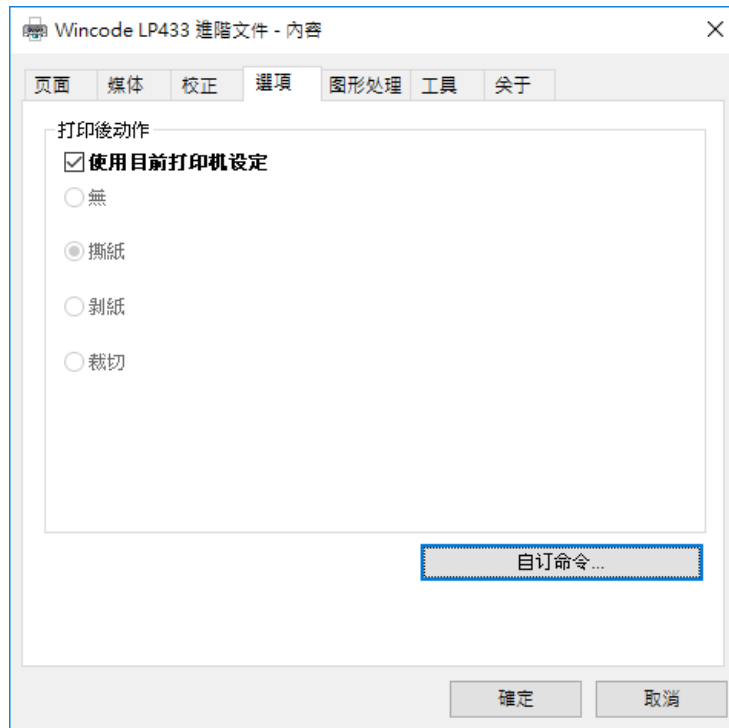 Wincode LP433 進階文件 - 內容
页面 媒体 校正 選項 图形处理 工具 关于
打印後动作
使用目前打印机设定
無
撕紙
剥紙
裁切
自订命令...
確定 取消